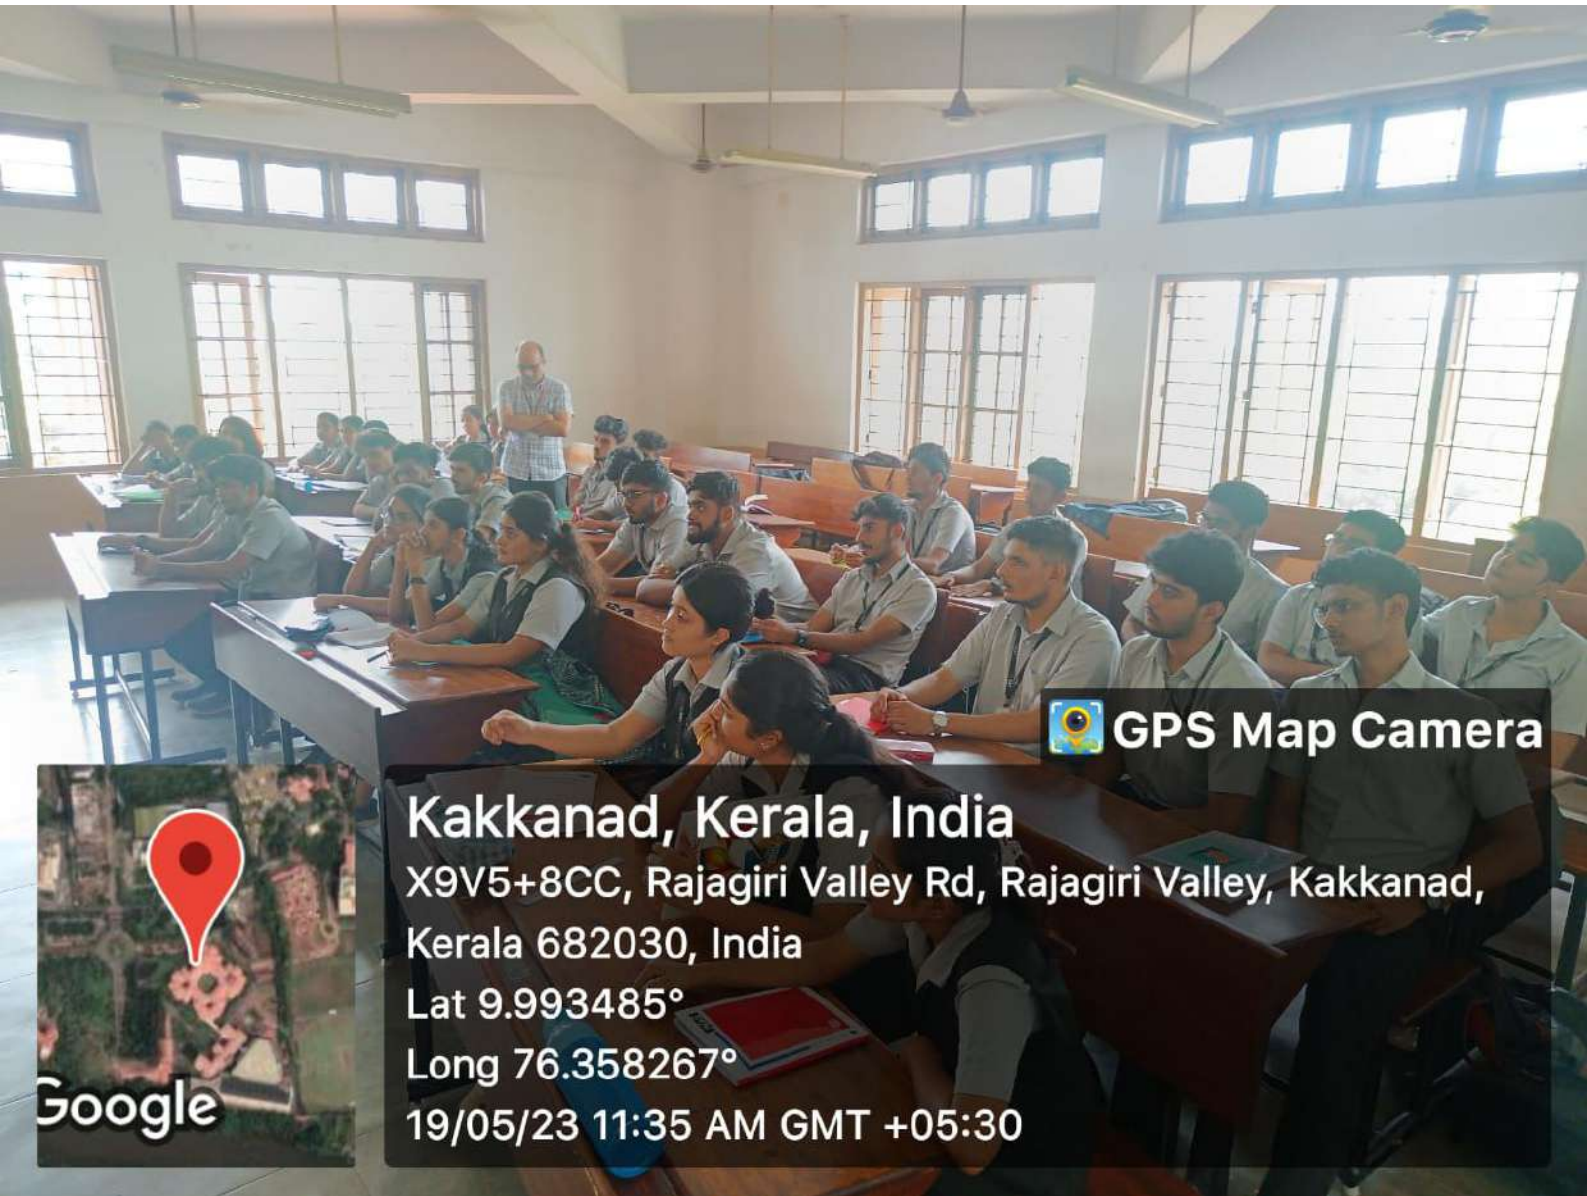 GPS Map Camera
Kakkanad, Kerala, India
X9V5+8CC, Rajagiri Valley Rd, Rajagiri Valley, Kakkanad,
Kerala 682030, India
Lat 9.993485°
Long 76.358267°
19/05/23 11:35 AM GMT +05:30
Google